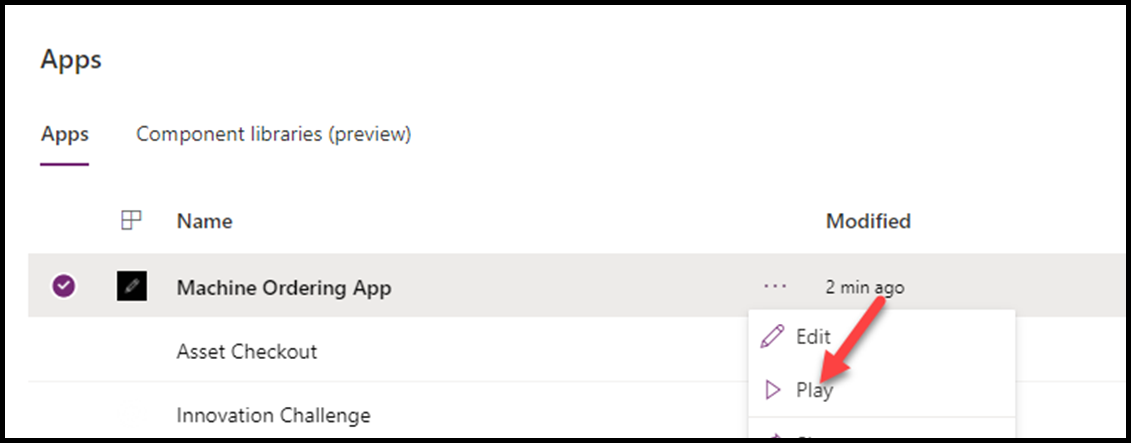 Apps
Apps Component libraries (preview)
Name Modified
Machine Ordering App ··· 2 min ago
Edit
Asset Checkout
Play
Innovation Challenge